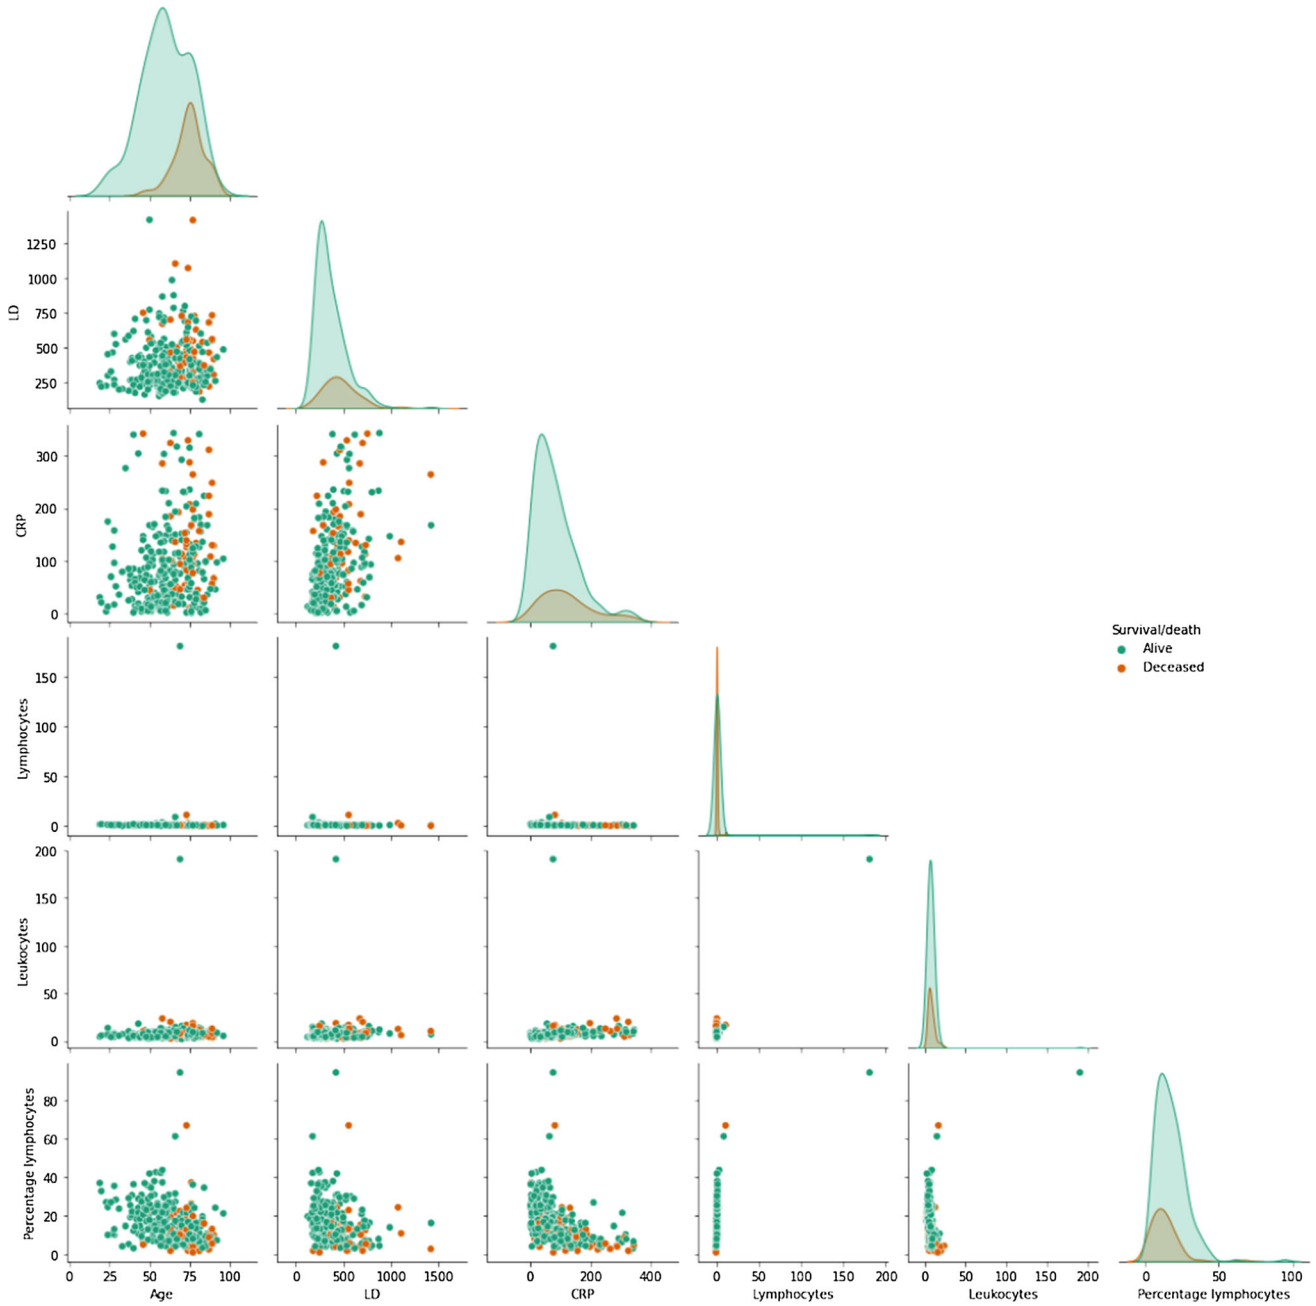 LD
1250
1000
750
500
250
CRP
300
200
100
0
Survival/death
Alive
Deceased
Lymphocytes
150
100
50
0
Leukocytes
200
150
100
50
0
Percentage lymphocytes
80
60
40
20
0
0 25 50 75 100
0 500 1000 1500
0 200 400
0 50 100 150 200
0 50 100 150 200
0 50 100
Age
LD
CRP
Lymphocytes
Leukocytes
Percentage lymphocytes